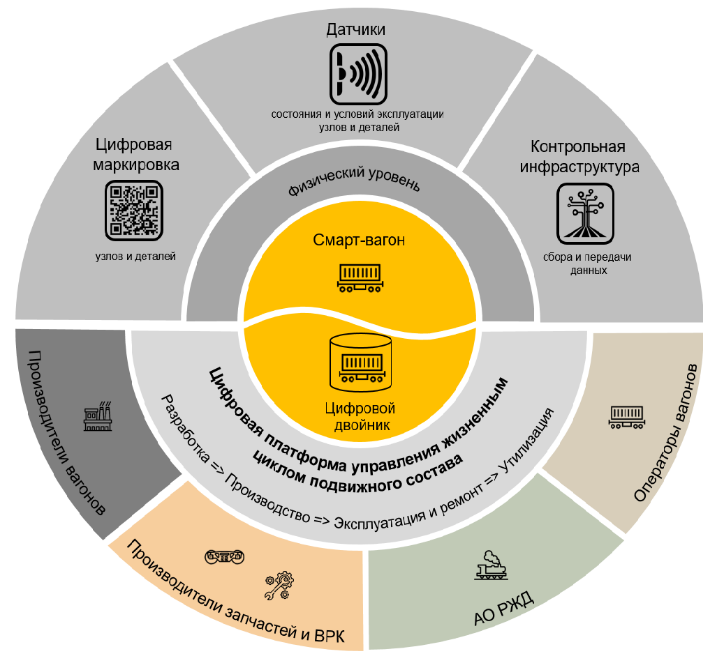 Датчики
состояния и условий эксплуатации
узлов и деталей
Цифровая
маркировка
узлов и деталей
Контрольная
инфраструктура
сбора и передачи
данных
физический уровень
Смарт-вагон
Цифровой
двойник
Цифровая платформа управления жизненным
циклом подвижного состава
Разработка => Производство => Эксплуатация и ремонт => Утилизация
Производители вагонов
Производители запчастей и ВРК
АО РЖД
Операторы вагонов